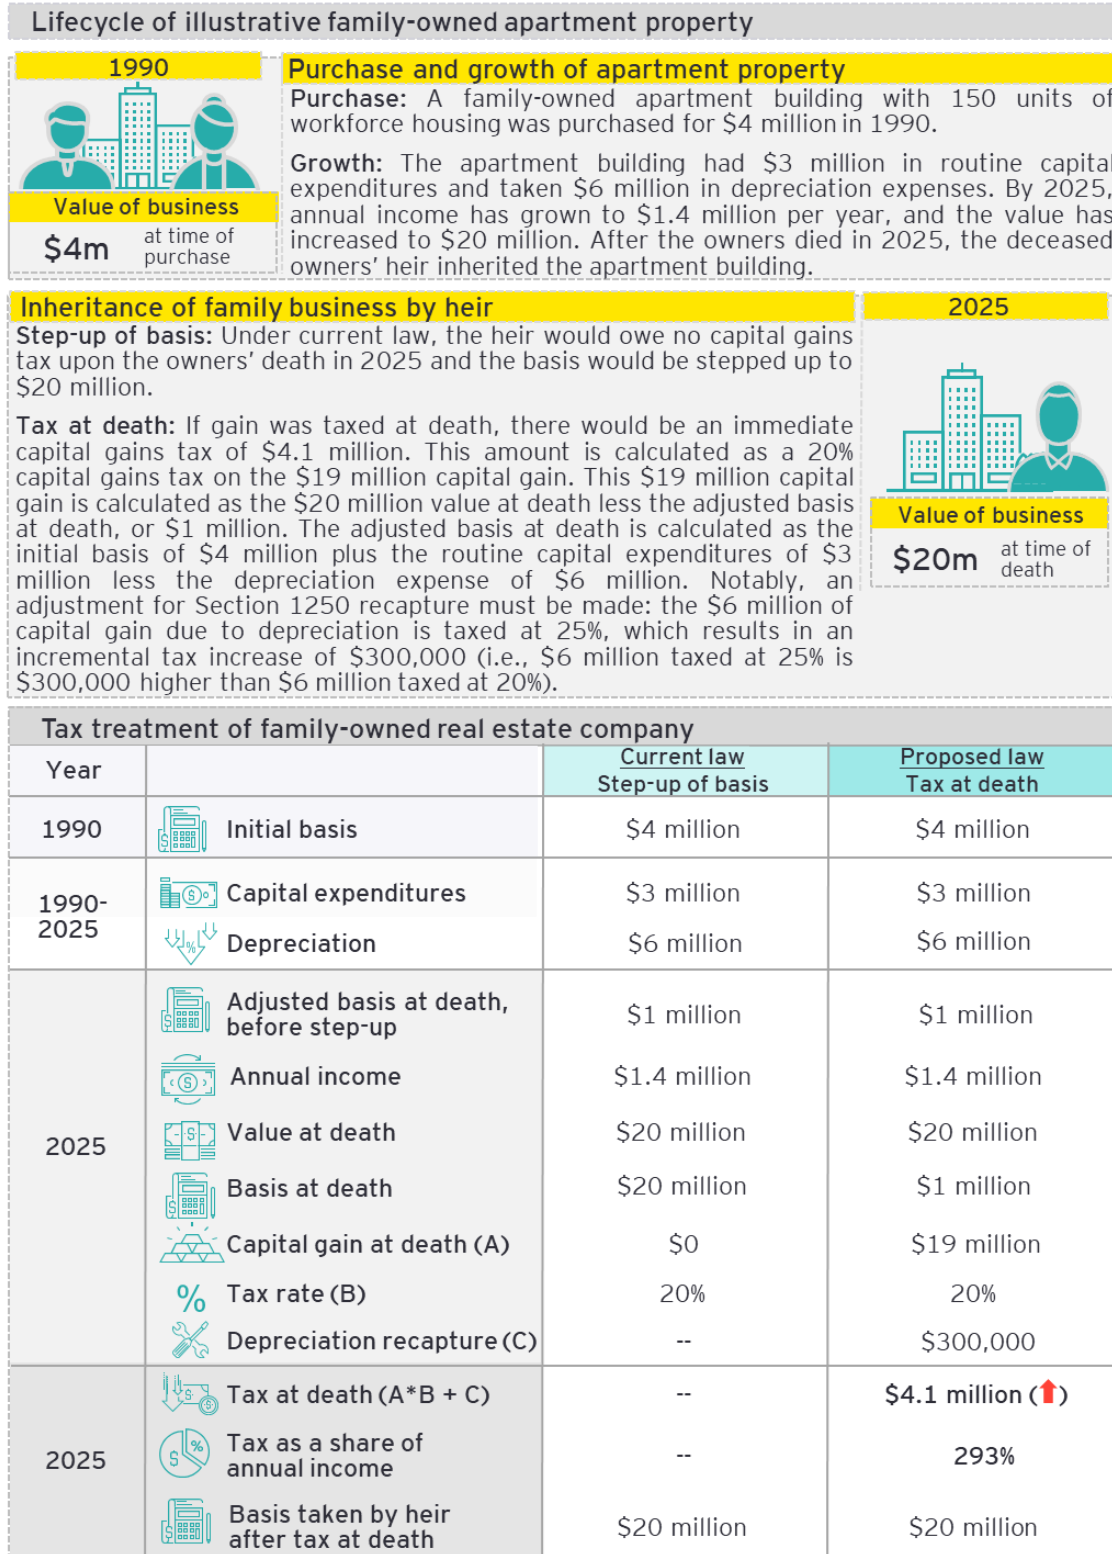 Lifecycle of illustrative family-owned apartment property
1990
Value of business
$4m
at time of
purchase
Purchase and growth of apartment property
Purchase: A family-owned apartment building with 150 units of
workforce housing was purchased for $4 million in 1990.
Growth: The apartment building had $3 million in routine capital
expenditures and taken $6 million in depreciation expenses. By 2025,
annual income has grown to $1.4 million per year, and the value has
increased to $20 million. After the owners died in 2025, the deceased
owners' heir inherited the apartment building.
Inheritance of family business by heir
Step-up of basis: Under current law, the heir would owe no capital gains
tax upon the owners' death in 2025 and the basis would be stepped up to
$20 million.
Tax at death: If gain was taxed at death, there would be an immediate
capital gains tax of $4.1 million. This amount is calculated as a 20%
capital gains tax on the $19 million capital gain. This $19 million capital
gain is calculated as the $20 million value at death less the adjusted basis
at death, or $1 million. The adjusted basis at death is calculated as the
initial basis of $4 million plus the routine capital expenditures of $3
million less the depreciation expense of $6 million. Notably, an
adjustment for Section 1250 recapture must be made: the $6 million of
capital gain due to depreciation is taxed at 25%, which results in an
incremental tax increase of $300,000 (i.e., $6 million taxed at 25% is
$300,000 higher than $6 million taxed at 20%).
2025
Value of business
$20m
at time of
death
Tax treatment of family-owned real estate company
Year
Current law
Step-up of basis
Proposed law
Tax at death
1990
Initial basis
$4 million
$4 million
1990-
2025
Capital expenditures
$3 million
$3 million
Depreciation
$6 million
$6 million
2025
Adjusted basis at death,
before step-up
$1 million
$1 million
Annual income
$1.4 million
$1.4 million
Value at death
$20 million
$20 million
Basis at death
$20 million
$1 million
Capital gain at death (A)
$0
$19 million
% Tax rate (B)
20%
20%
Depreciation recapture (C)
--
$300,000
2025
Tax at death (A*B + C)
--
$4.1 million (⬆)
Tax as a share of
annual income
--
293%
Basis taken by heir
after tax at death
$20 million
$20 million